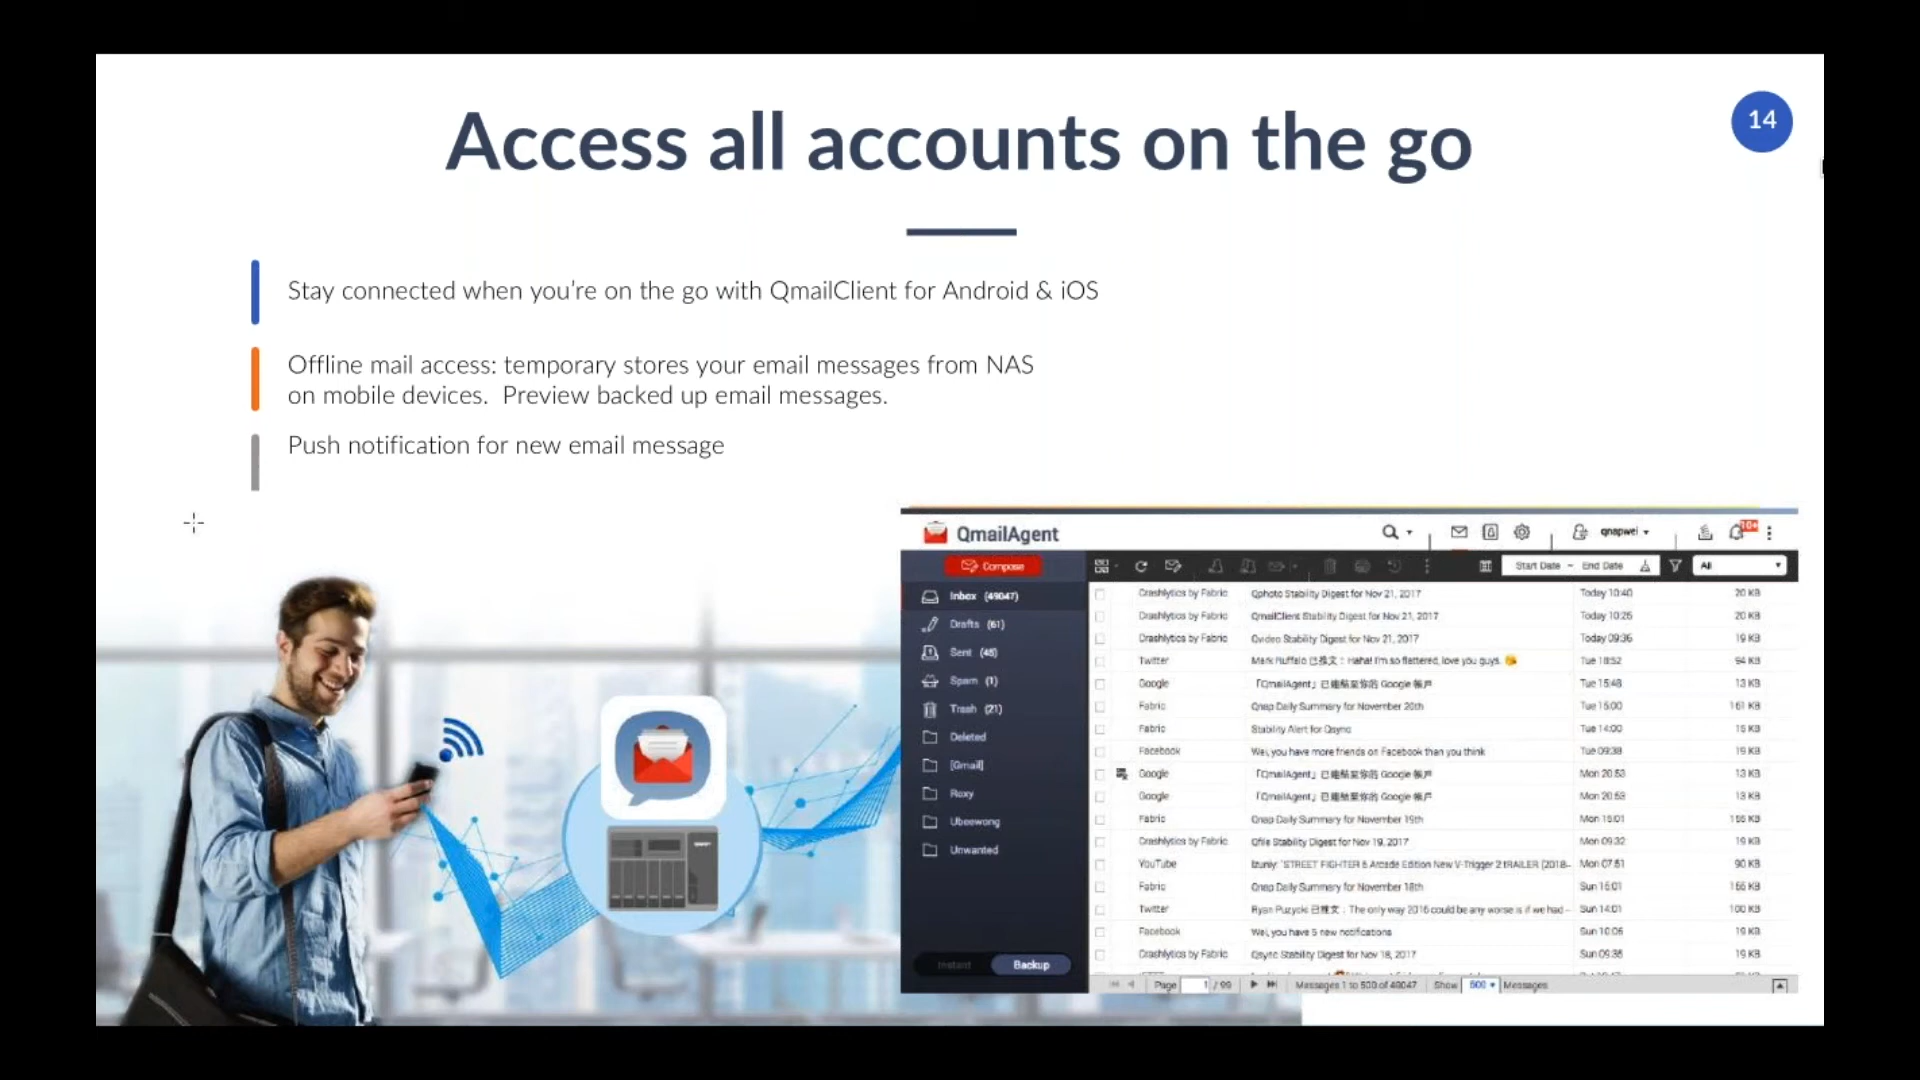 Access all accounts on the go
14
Stay connected when you're on the go with QmailClient for Android & iOS
Offline mail access: temporary stores your email messages from NAS
on mobile devices. Preview backed up email messages.
Push notification for new email message
QmailAgent
qnapwei
10+
Compose
Start Date ~ End Date
All
Inbox (49047)
Drafts (61)
Sent (48)
Spam (1)
Trash (21)
Deleted
[Gmail]
Roxy
Ubeewong
Unwanted
Instant Backup
Crashlytics by Fabric Qphoto Stability Digest for Nov 21, 2017 Today 10:40 20 KB
Crashlytics by Fabric QmailClient Stability Digest for Nov 21, 2017 Today 10:25 20 KB
Crashlytics by Fabric Qvideo Stability Digest for Nov 21, 2017 Today 09:36 19 KB
Twitter Mark Ruffalo 已推文：Haha! I'm so flattered, love you guys. Tue 18:52 94 KB
Google 「QmailAgent」已連結至你的 Google 帳戶 Tue 15:48 13 KB
Fabric Qnap Daily Summary for November 20th Tue 15:00 161 KB
Fabric Stability Alert for Qsync Tue 14:00 15 KB
Facebook Wei, you have more friends on Facebook than you think Tue 09:38 19 KB
Google 「QmailAgent」已連結至你的 Google 帳戶 Mon 20:53 13 KB
Google 「QmailAgent」已連結至你的 Google 帳戶 Mon 20:53 13 KB
Fabric Qnap Daily Summary for November 19th Mon 15:01 155 KB
Crashlytics by Fabric Qfile Stability Digest for Nov 19, 2017 Mon 09:32 19 KB
YouTube "STREET FIGHTER 5 Arcade Edition New V-Trigger 2 tRAILER (2018- Mon 07:51 90 KB
Fabric Qnap Daily Summary for November 18th Sun 15:01 155 KB
Twitter Ryan Puzycki 已推文：The only way 2016 could be any worse is if we had Sun 14:01 100 KB
Facebook Wei, you have 5 new notifications Sun 10:06 19 KB
Crashlytics by Fabric Qsync Stability Digest for Nov 18, 2017 Sun 09:36 19 KB
Page 1 / 99 Messages 1 to 500 of 49047 Show 500 Messages